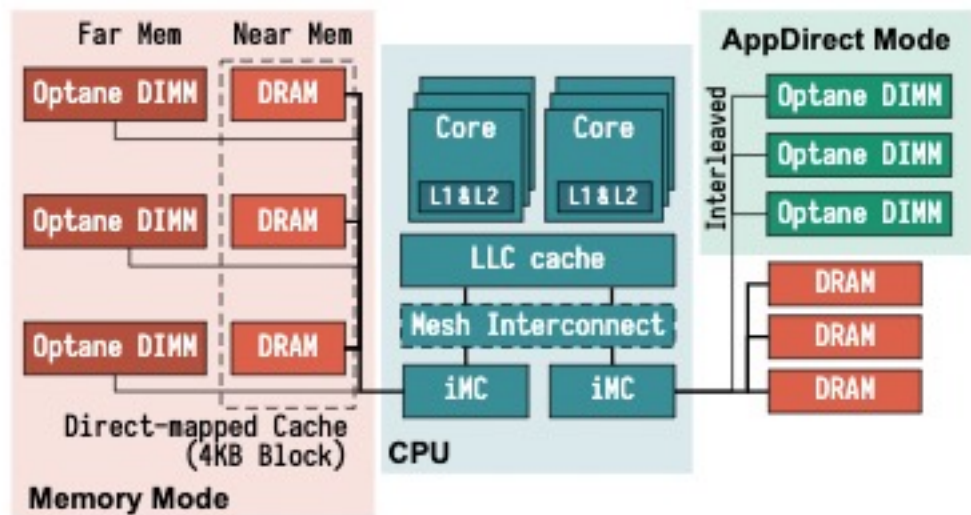 Far Mem
Near Mem
Optane DIMM
DRAM
Optane DIMM
DRAM
Optane DIMM
DRAM
Direct-mapped Cache
(4KB Block)
Memory Mode
Core
Core
L1&L2
L1&L2
LLC cache
Mesh Interconnect
iMC
iMC
CPU
AppDirect Mode
Interleaved
Optane DIMM
Optane DIMM
Optane DIMM
DRAM
DRAM
DRAM